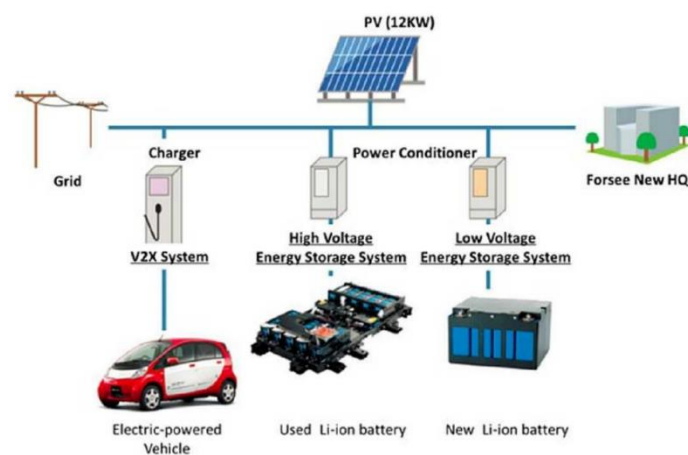 PV (12KW)
Grid
Charger
Power Conditioner
Forsee New HQ
V2X System
High Voltage
Energy Storage System
Low Voltage
Energy Storage System
Electric-powered
Vehicle
Used Li-ion battery
New Li-ion battery